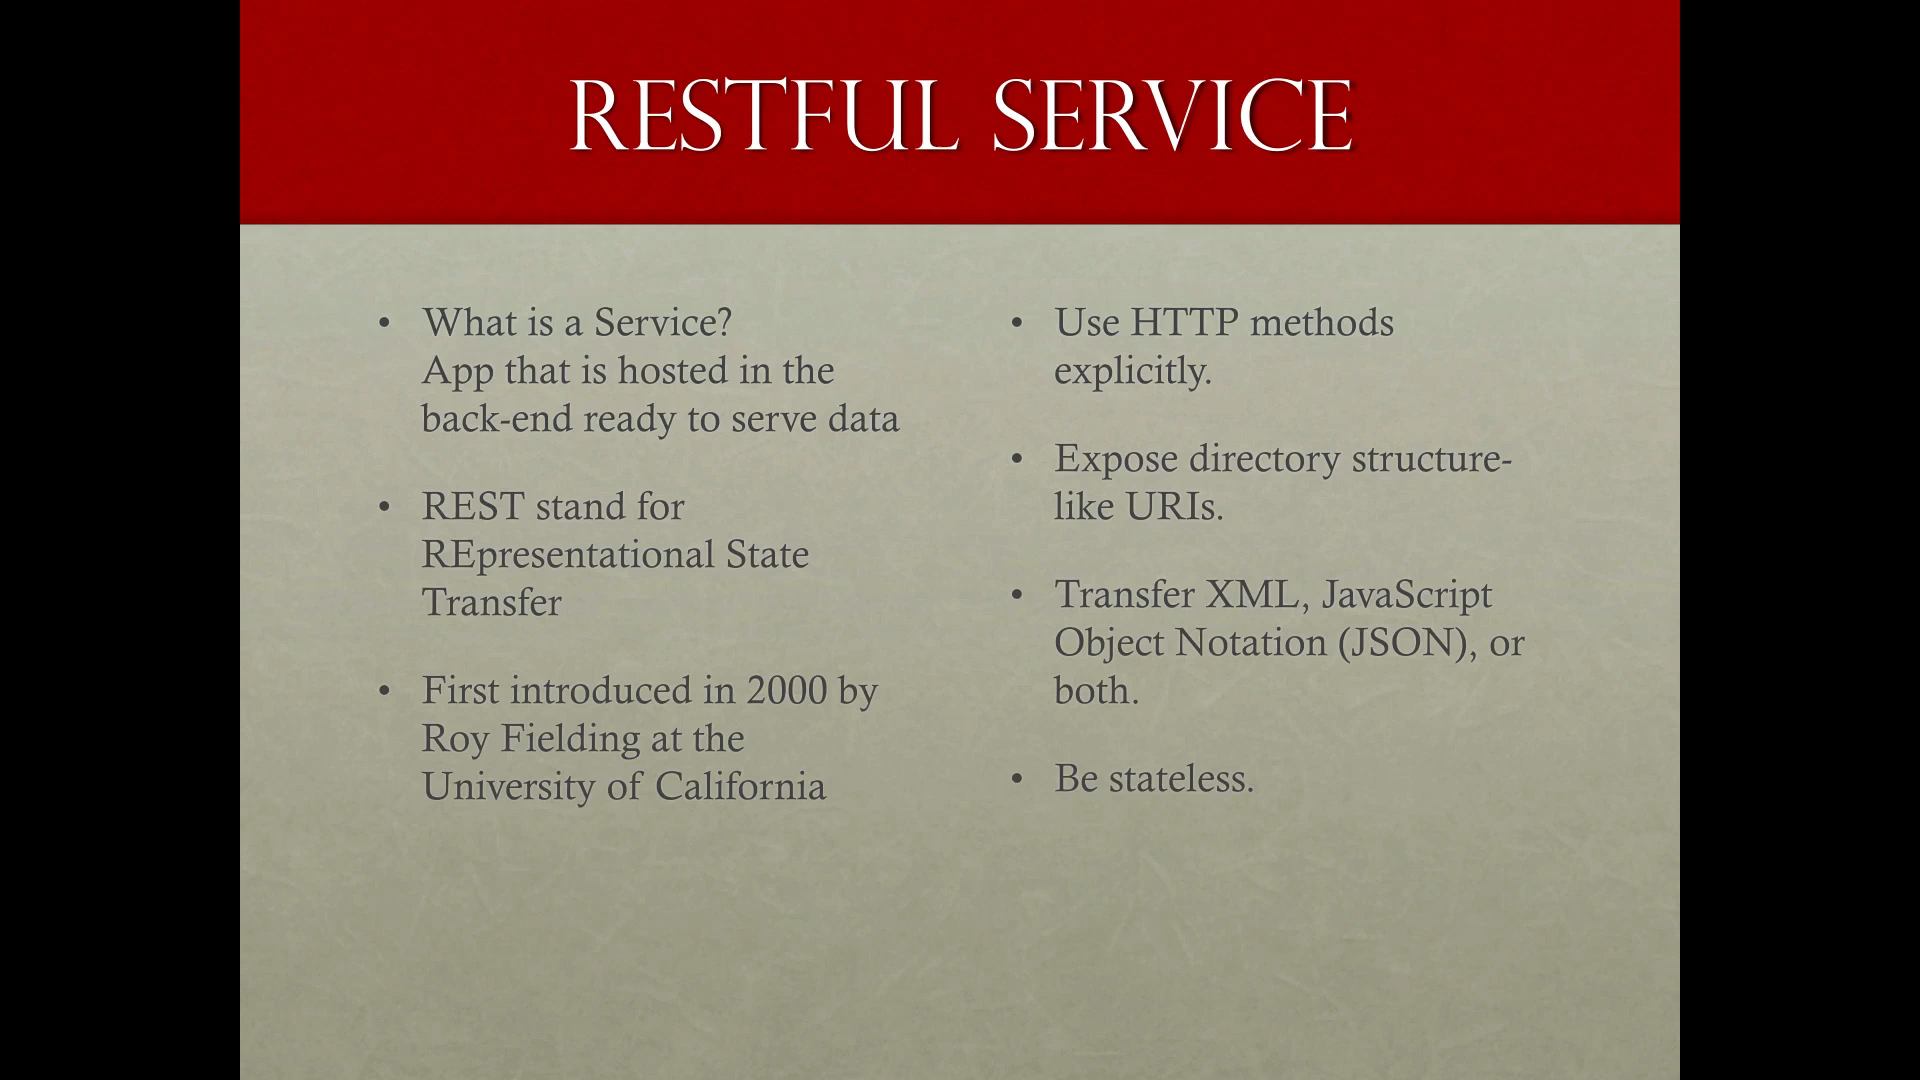 RESTFUL SERVICE
• What is a Service?
App that is hosted in the
back-end ready to serve data
• REST stand for
REpresentational State
Transfer
• First introduced in 2000 by
Roy Fielding at the
University of California
• Use HTTP methods
explicitly.
• Expose directory structure-
like URIs.
• Transfer XML, JavaScript
Object Notation (JSON), or
both.
• Be stateless.